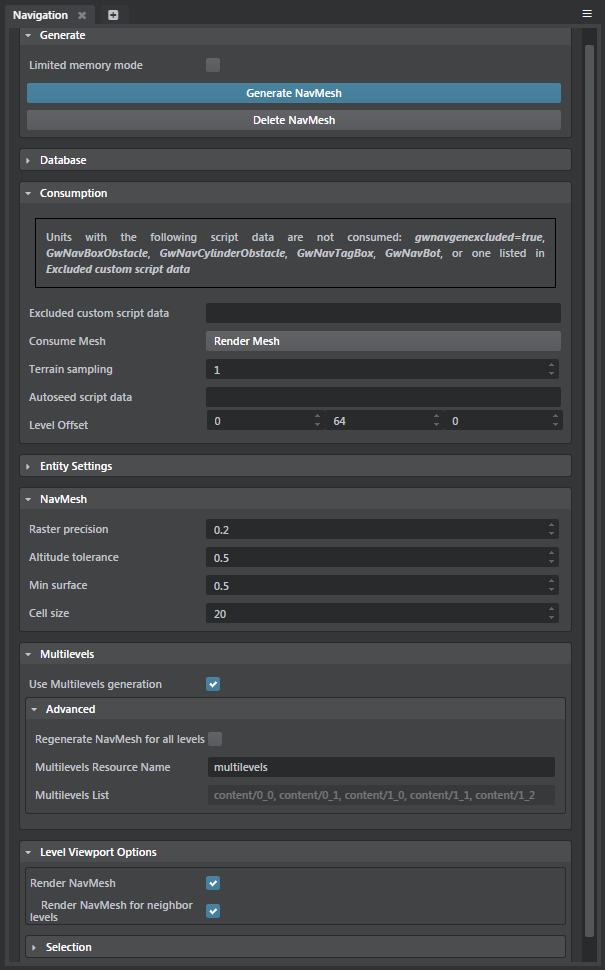 Navigation
Generate
Limited memory mode
Generate NavMesh
Delete NavMesh
Database
Consumption
Units with the following script data are not consumed: gwnavgenexcluded=true,
GwNavBoxObstacle, GwNavCylinderObstacle, GwNavTagBox, GwNavBot, or one listed in
Excluded custom script data
Excluded custom script data
Consume Mesh Render Mesh
Terrain sampling 1
Autoseed script data
Level Offset 0 64 0
Entity Settings
NavMesh
Raster precision 0.2
Altitude tolerance 0.5
Min surface 0.5
Cell size 20
Multilevels
Use Multilevels generation
Advanced
Regenerate NavMesh for all levels
Multilevels Resource Name multilevels
Multilevels List content/0_0, content/0_1, content/1_0, content/1_1, content/1_2
Level Viewport Options
Render NavMesh
Render NavMesh for neighbor
levels
Selection